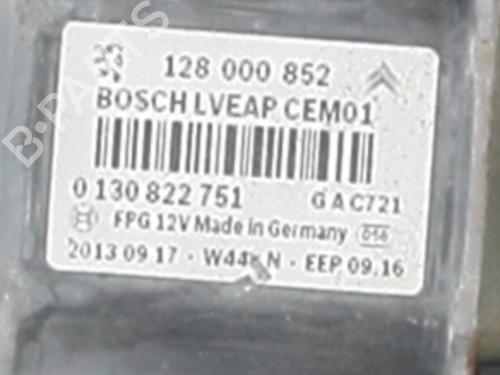 128 000 852
BOSCH LVEAP CEM01
0 130 822 751 G A C721
FPG 12V Made in Germany
2013 09 17 - N - EEP 09.16
B-PARTS